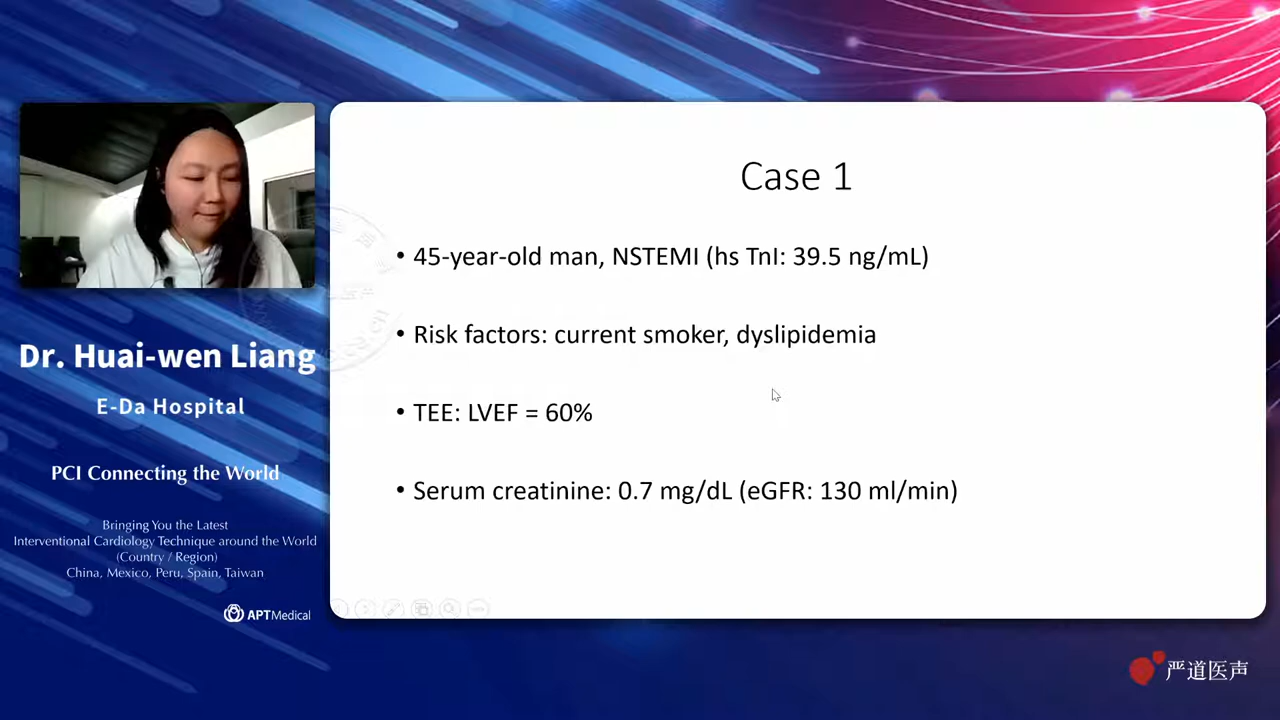 Dr. Huai-wen Liang
E-Da Hospital
PCI Connecting the World
Bringing You the Latest
Interventional Cardiology Technique around the World
(Country / Region)
China, Mexico, Peru, Spain, Taiwan
APTMedical
Case 1
• 45-year-old man, NSTEMI (hs TnI: 39.5 ng/mL)
• Risk factors: current smoker, dyslipidemia
• TEE: LVEF = 60%
• Serum creatinine: 0.7 mg/dL (eGFR: 130 ml/min)
严道医声